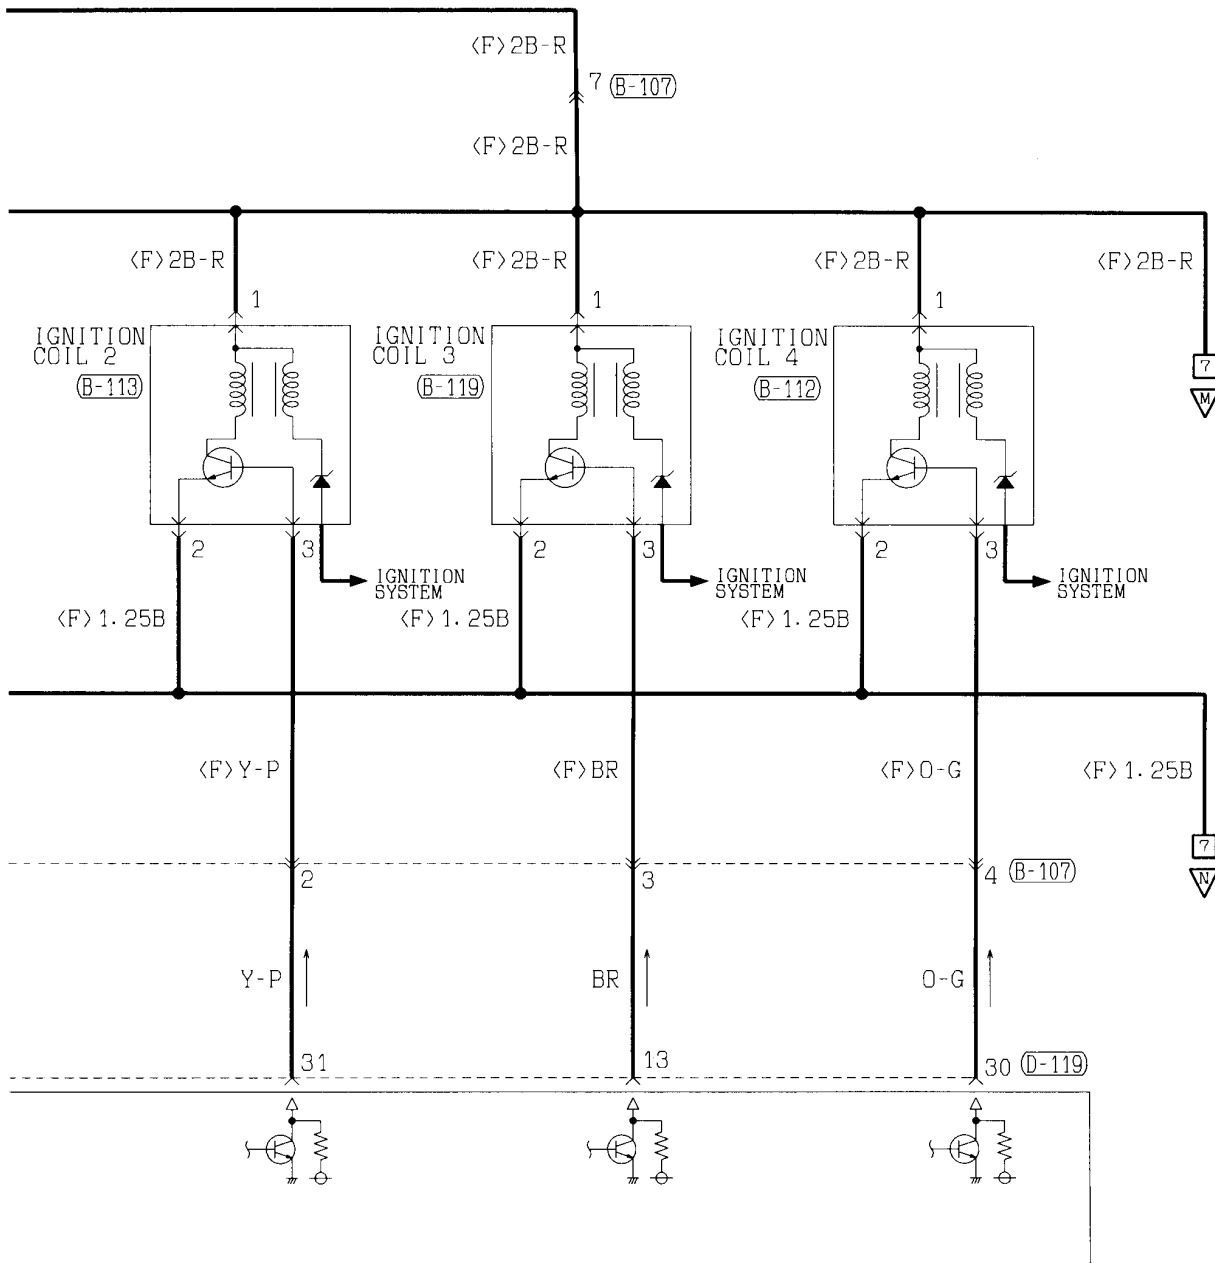 〈F〉2B-R
7 (B-107)
〈F〉2B-R
〈F〉2B-R
〈F〉2B-R
〈F〉2B-R
〈F〉2B-R
1
1
1
IGNITION
COIL 2
(B-113)
IGNITION
COIL 3
(B-119)
IGNITION
COIL 4
(B-112)
7
M
2
3
2
3
2
3
IGNITION
SYSTEM
IGNITION
SYSTEM
IGNITION
SYSTEM
〈F〉1.25B
〈F〉1.25B
〈F〉1.25B
〈F〉Y-P
〈F〉BR
〈F〉O-G
〈F〉1.25B
7
N
2
3
4 (B-107)
Y-P
BR
O-G
31
13
30 (D-119)